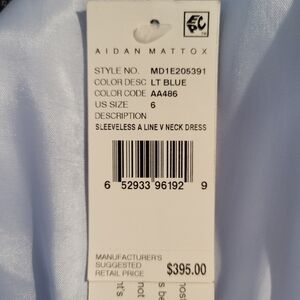 AIDAN MATTOX
STYLE NO. MD1E205391
COLOR DESC LT BLUE
COLOR CODE AA486
US SIZE 6
DESCRIPTION
SLEEVELESS A LINE V NECK DRESS
6 52933 96192 9
MANUFACTURER'S
SUGGESTED
RETAIL PRICE $395.00
not